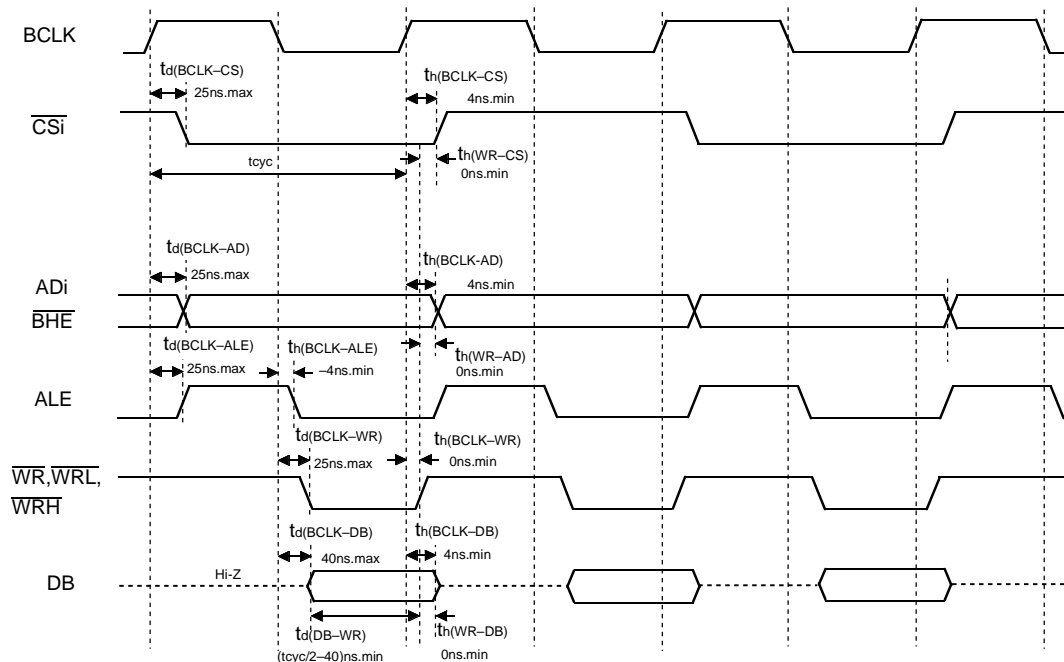 BCLK
td(BCLK–CS)
25ns.max
th(BCLK–CS)
4ns.min
CSi
tcyc
th(WR–CS)
0ns.min
td(BCLK–AD)
25ns.max
th(BCLK-AD)
4ns.min
ADi
BHE
td(BCLK–ALE)
25ns.max
th(BCLK–ALE)
–4ns.min
th(WR–AD)
0ns.min
ALE
td(BCLK–WR)
25ns.max
th(BCLK–WR)
0ns.min
WR,WRL,
WRH
td(BCLK–DB)
40ns.max
th(BCLK–DB)
4ns.min
DB
Hi-Z
td(DB–WR)
(tcyc/2–40)ns.min
th(WR–DB)
0ns.min